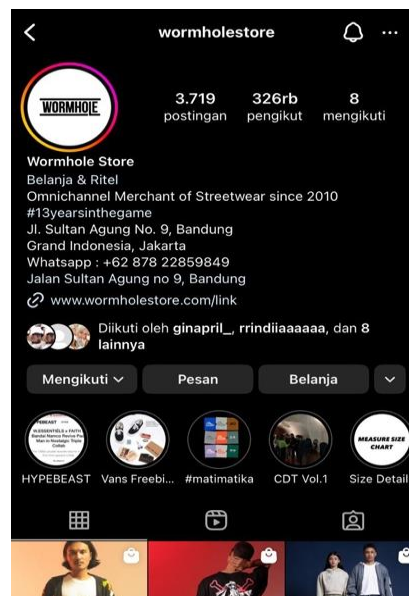 wormholestore
WORMHOLE
3.719 326rb 8
postingan pengikut mengikuti
Wormhole Store
Belanja & Ritel
Omnichannel Merchant of Streetwear since 2010
#13yearsinthegame
Jl. Sultan Agung No. 9, Bandung
Grand Indonesia, Jakarta
Whatsapp : +62 878 22859849
Jalan Sultan Agung no 9, Bandung
www.wormholestore.com/link
Diikuti oleh ginapril_, rrindiiaaaaaa, dan 8
lainnya
Mengikuti Pesan Belanja
MEASURE SIZE
CHART
HYPEBEAST Vans Freebi... #matimatika CDT Vol.1 Size Detail